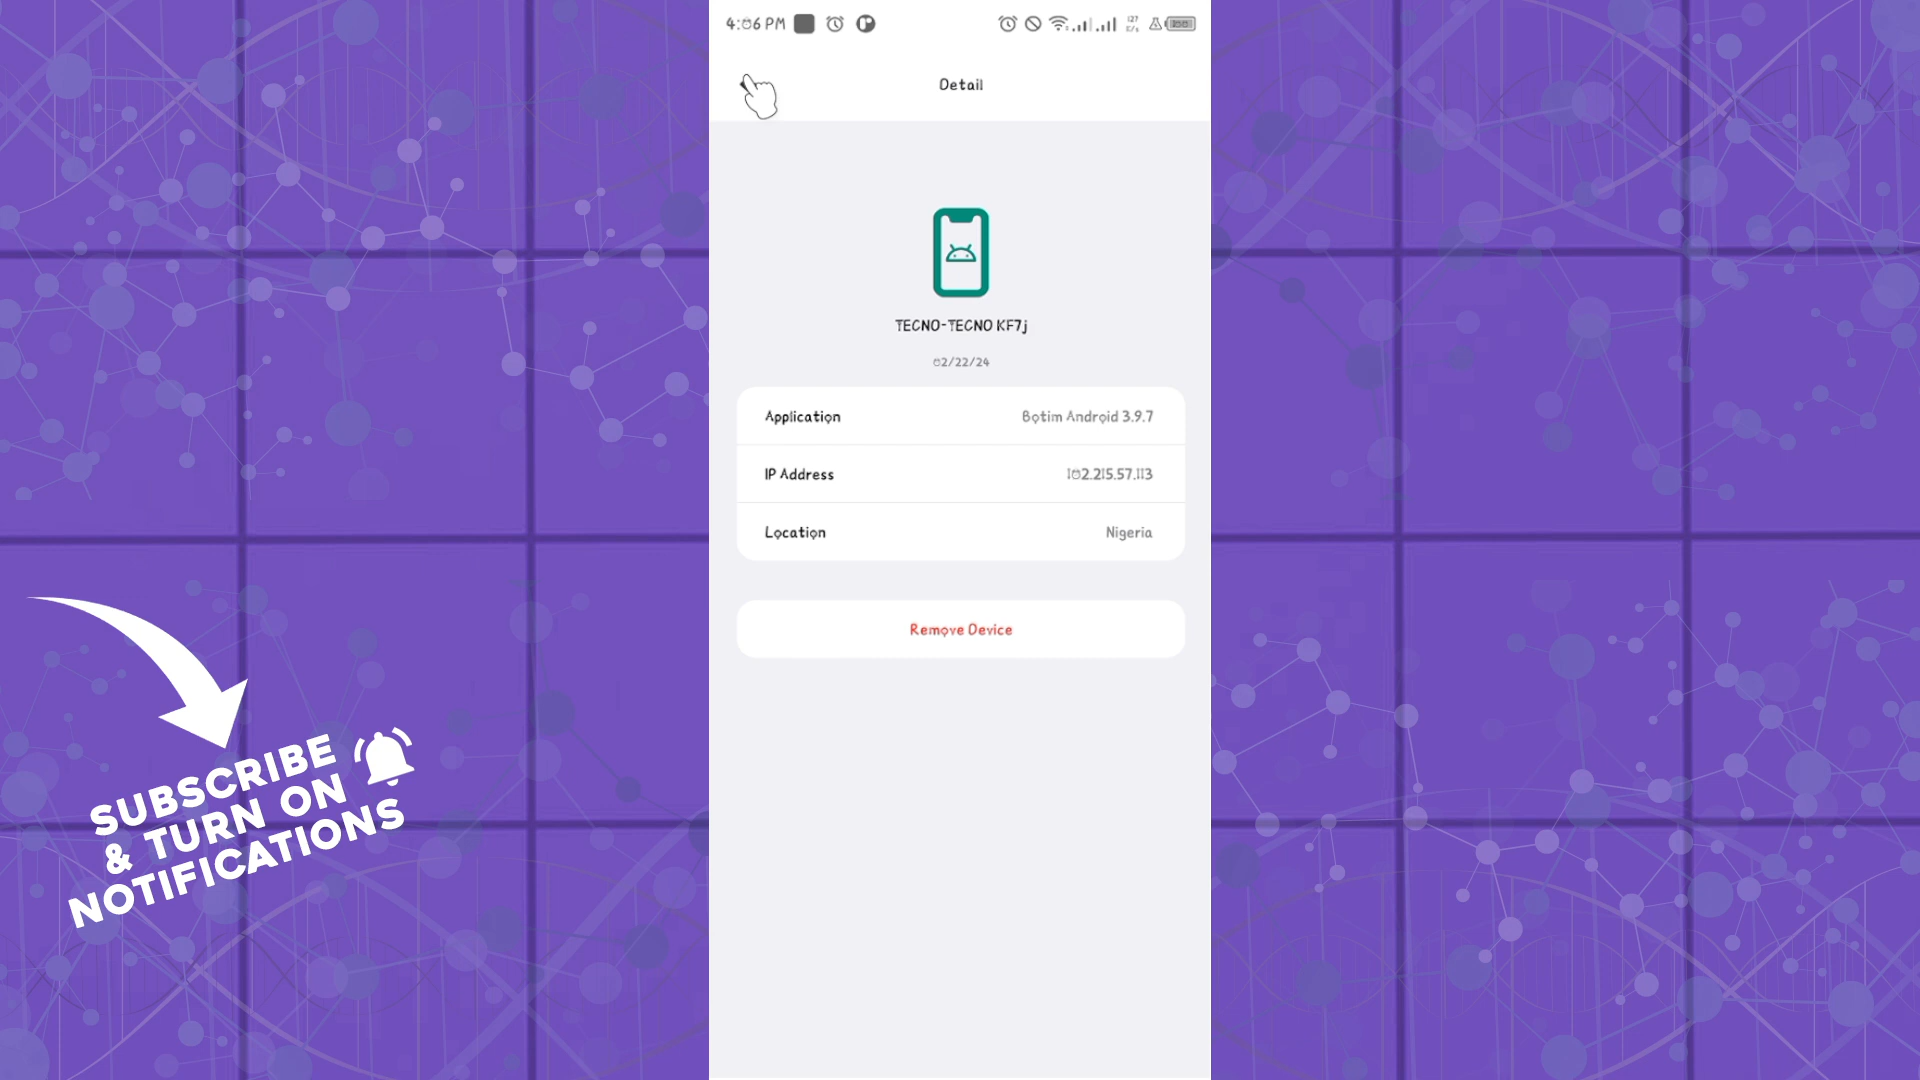 4:06 PM
Detail
TECNO-TECNO KF7j
02/22/24
Application Botim Android 3.9.7
IP Address 102.215.57.113
Location Nigeria
Remove Device
SUBSCRIBE
& TURN ON
NOTIFICATIONS